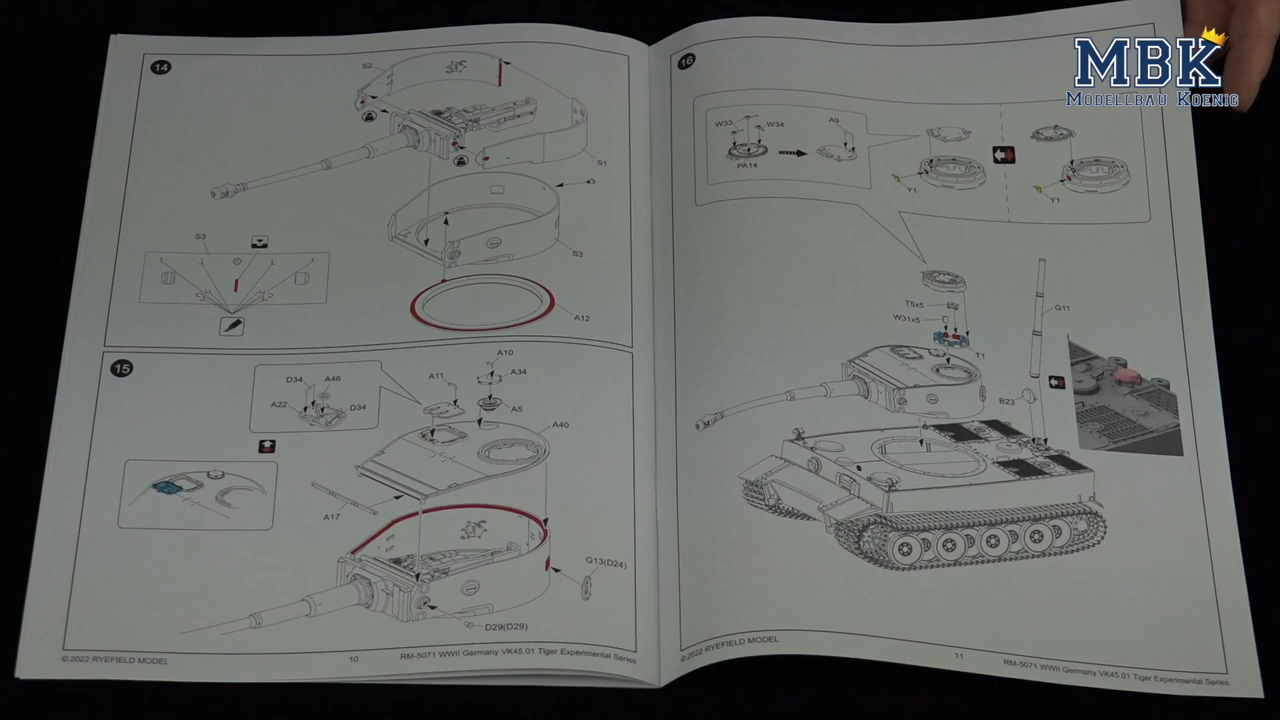 MBK
MODELLBAU KOENIG
14
S2
S1
S3
S3
A12
15
D34
A46
A22
D34
A11
A10
A34
A5
A40
A17
G13(D24)
D29(D29)
©2022 RYEFIELD MODEL
10
RM-5071 WWII Germany VK45.01 Tiger Experimental Series
16
W33
W34
PA14
A9
Y1
Y1
T5x5
W31x5
T1
G11
B23
©2022 RYEFIELD MODEL
11
RM-5071 WWII Germany VK45.01 Tiger Experimental Series